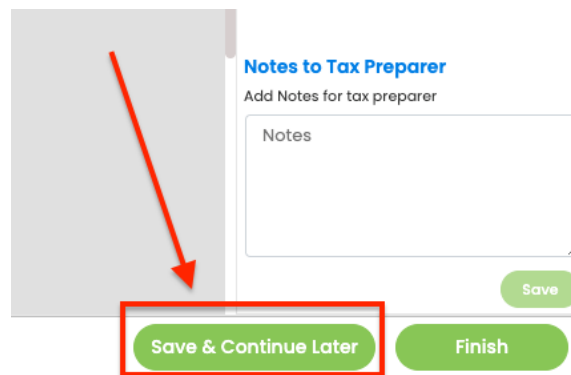 Notes to Tax Preparer
Add Notes for tax preparer
Notes
Save
Save & Continue Later
Finish